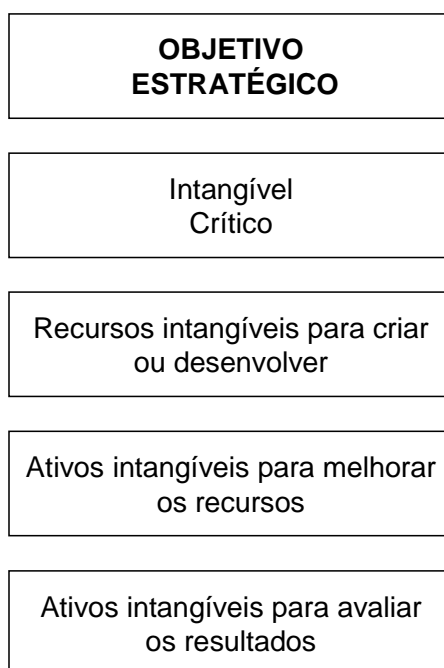 OBJETIVO
ESTRATÉGICO
Intangível
Crítico
Recursos intangíveis para criar
ou desenvolver
Ativos intangíveis para melhorar
os recursos
Ativos intangíveis para avaliar
os resultados